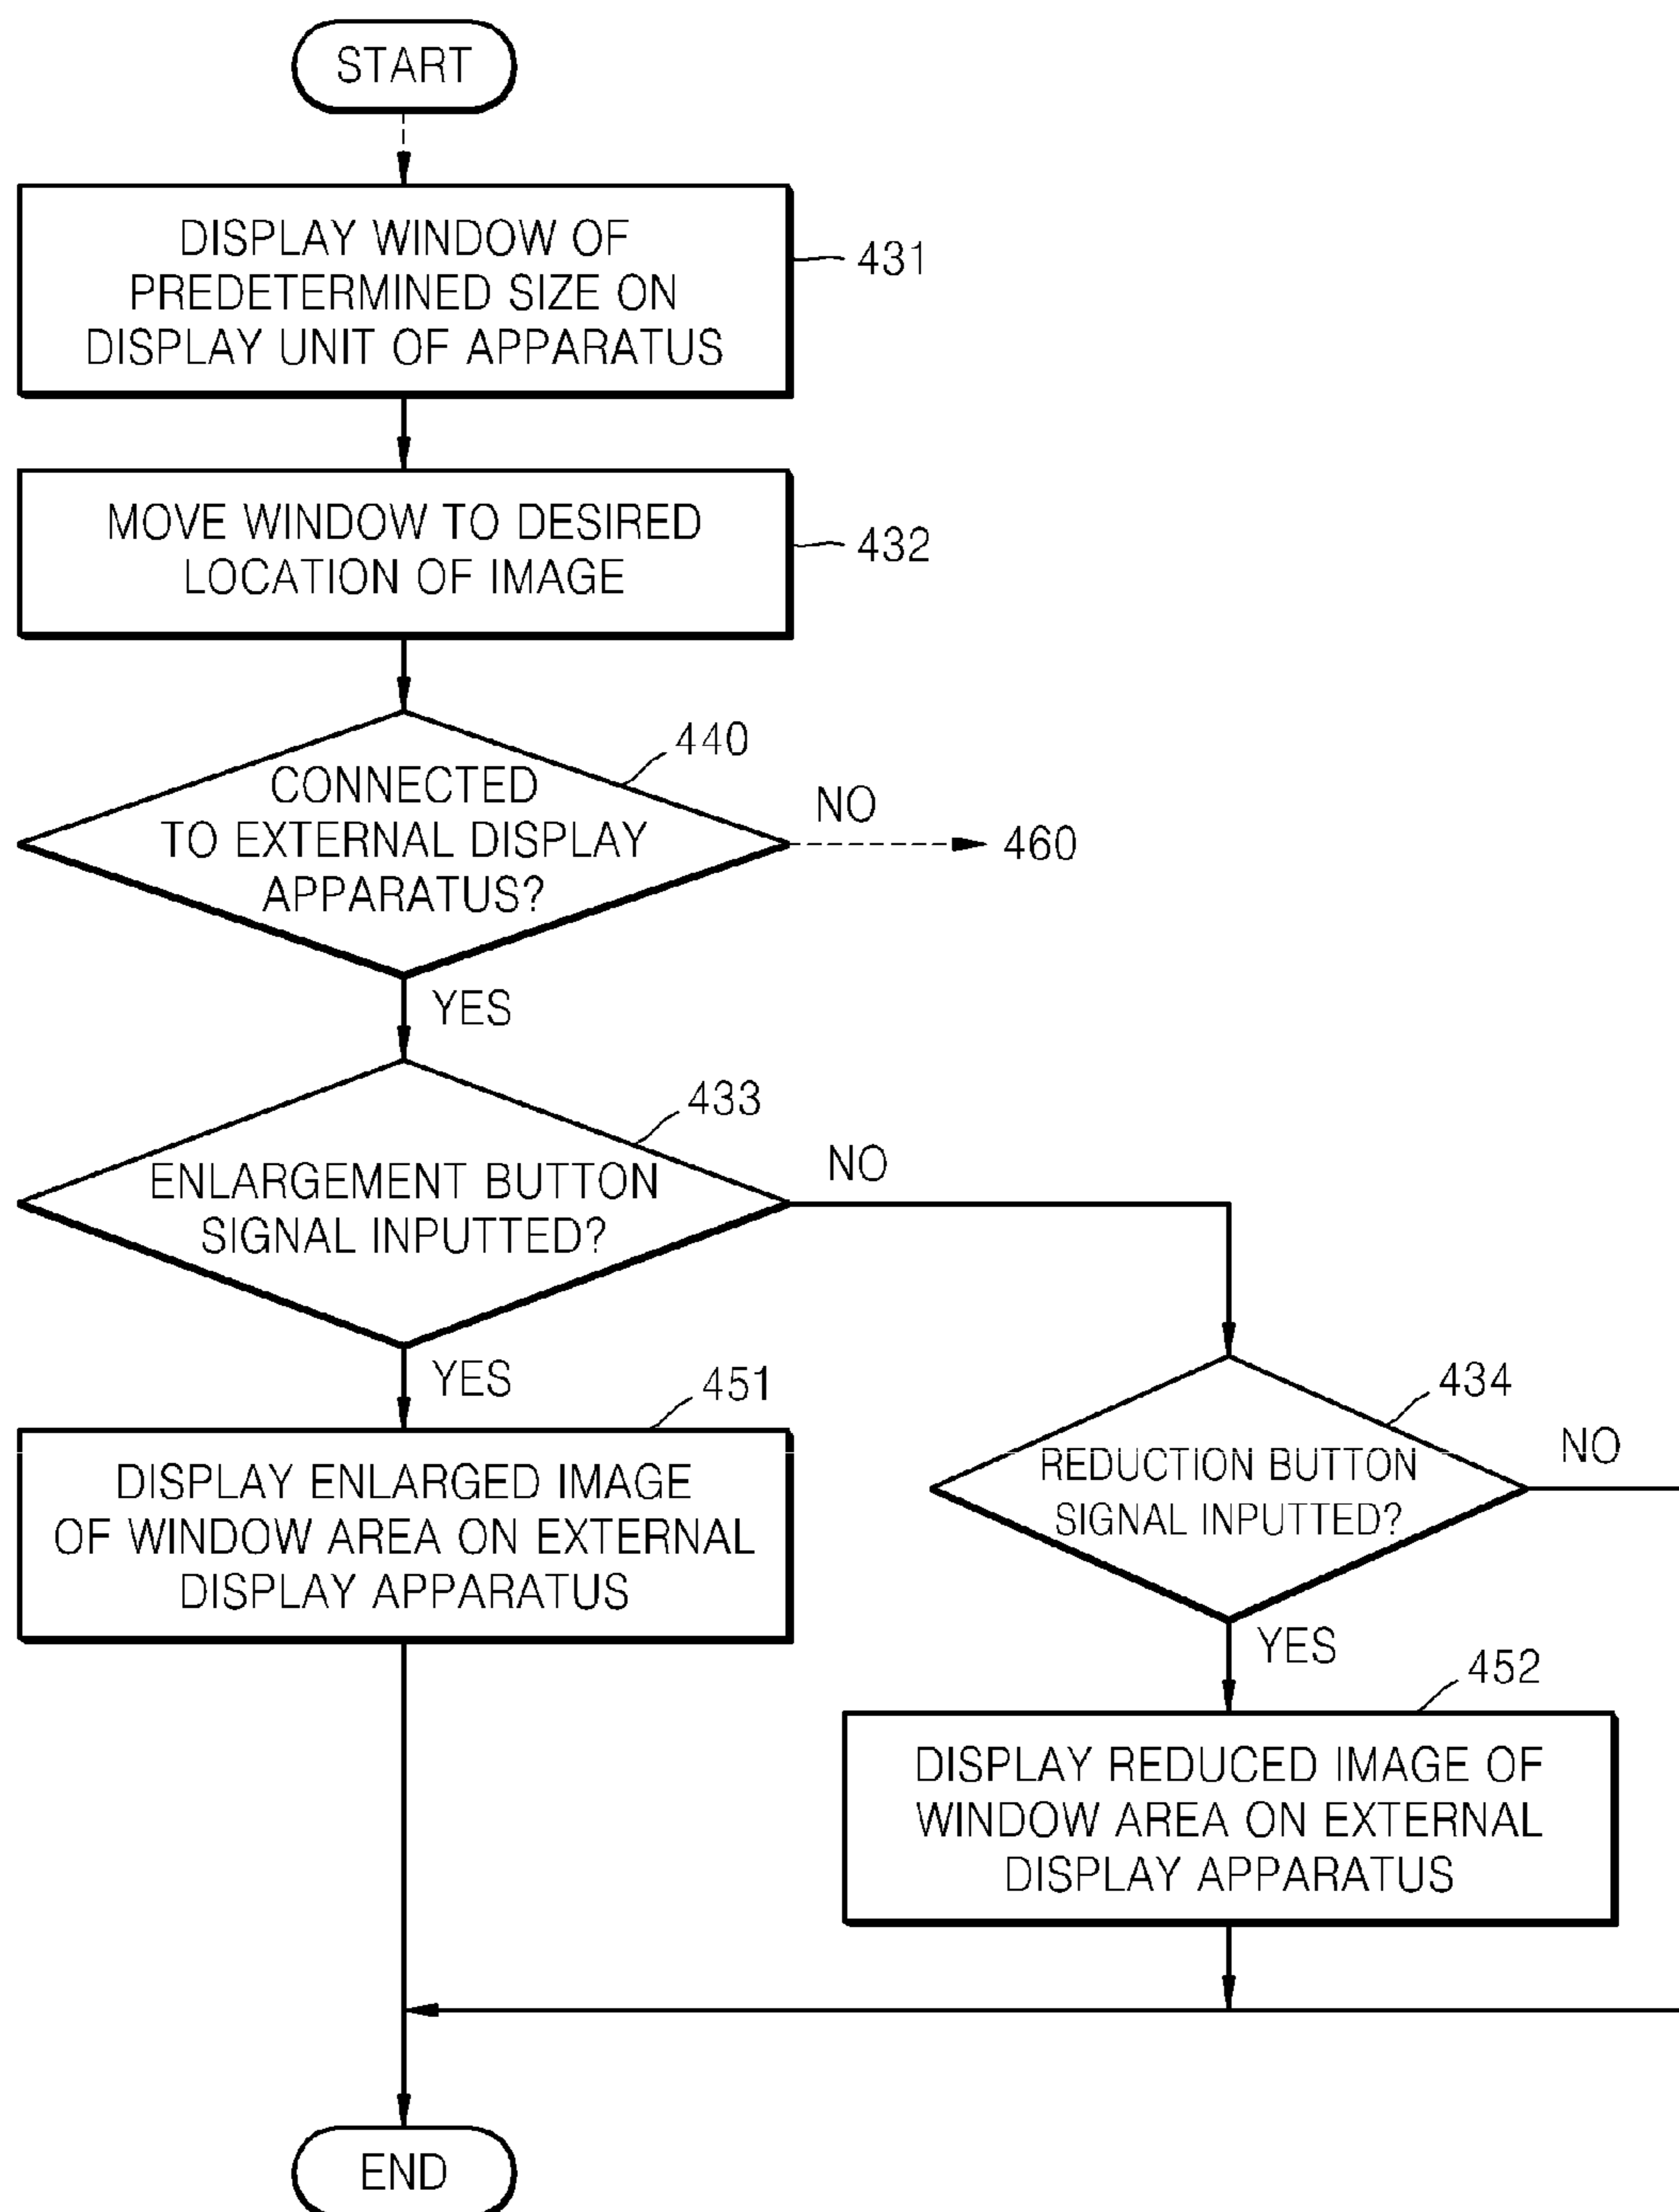 START
DISPLAY WINDOW OF
PREDETERMINED SIZE ON
DISPLAY UNIT OF APPARATUS
431
MOVE WINDOW TO DESIRED
LOCATION OF IMAGE
432
440
CONNECTED
TO EXTERNAL DISPLAY
APPARATUS?
NO
460
YES
433
ENLARGEMENT BUTTON
SIGNAL INPUTTED?
NO
YES
451
DISPLAY ENLARGED IMAGE
OF WINDOW AREA ON EXTERNAL
DISPLAY APPARATUS
434
REDUCTION BUTTON
SIGNAL INPUTTED?
NO
YES
452
DISPLAY REDUCED IMAGE OF
WINDOW AREA ON EXTERNAL
DISPLAY APPARATUS
END